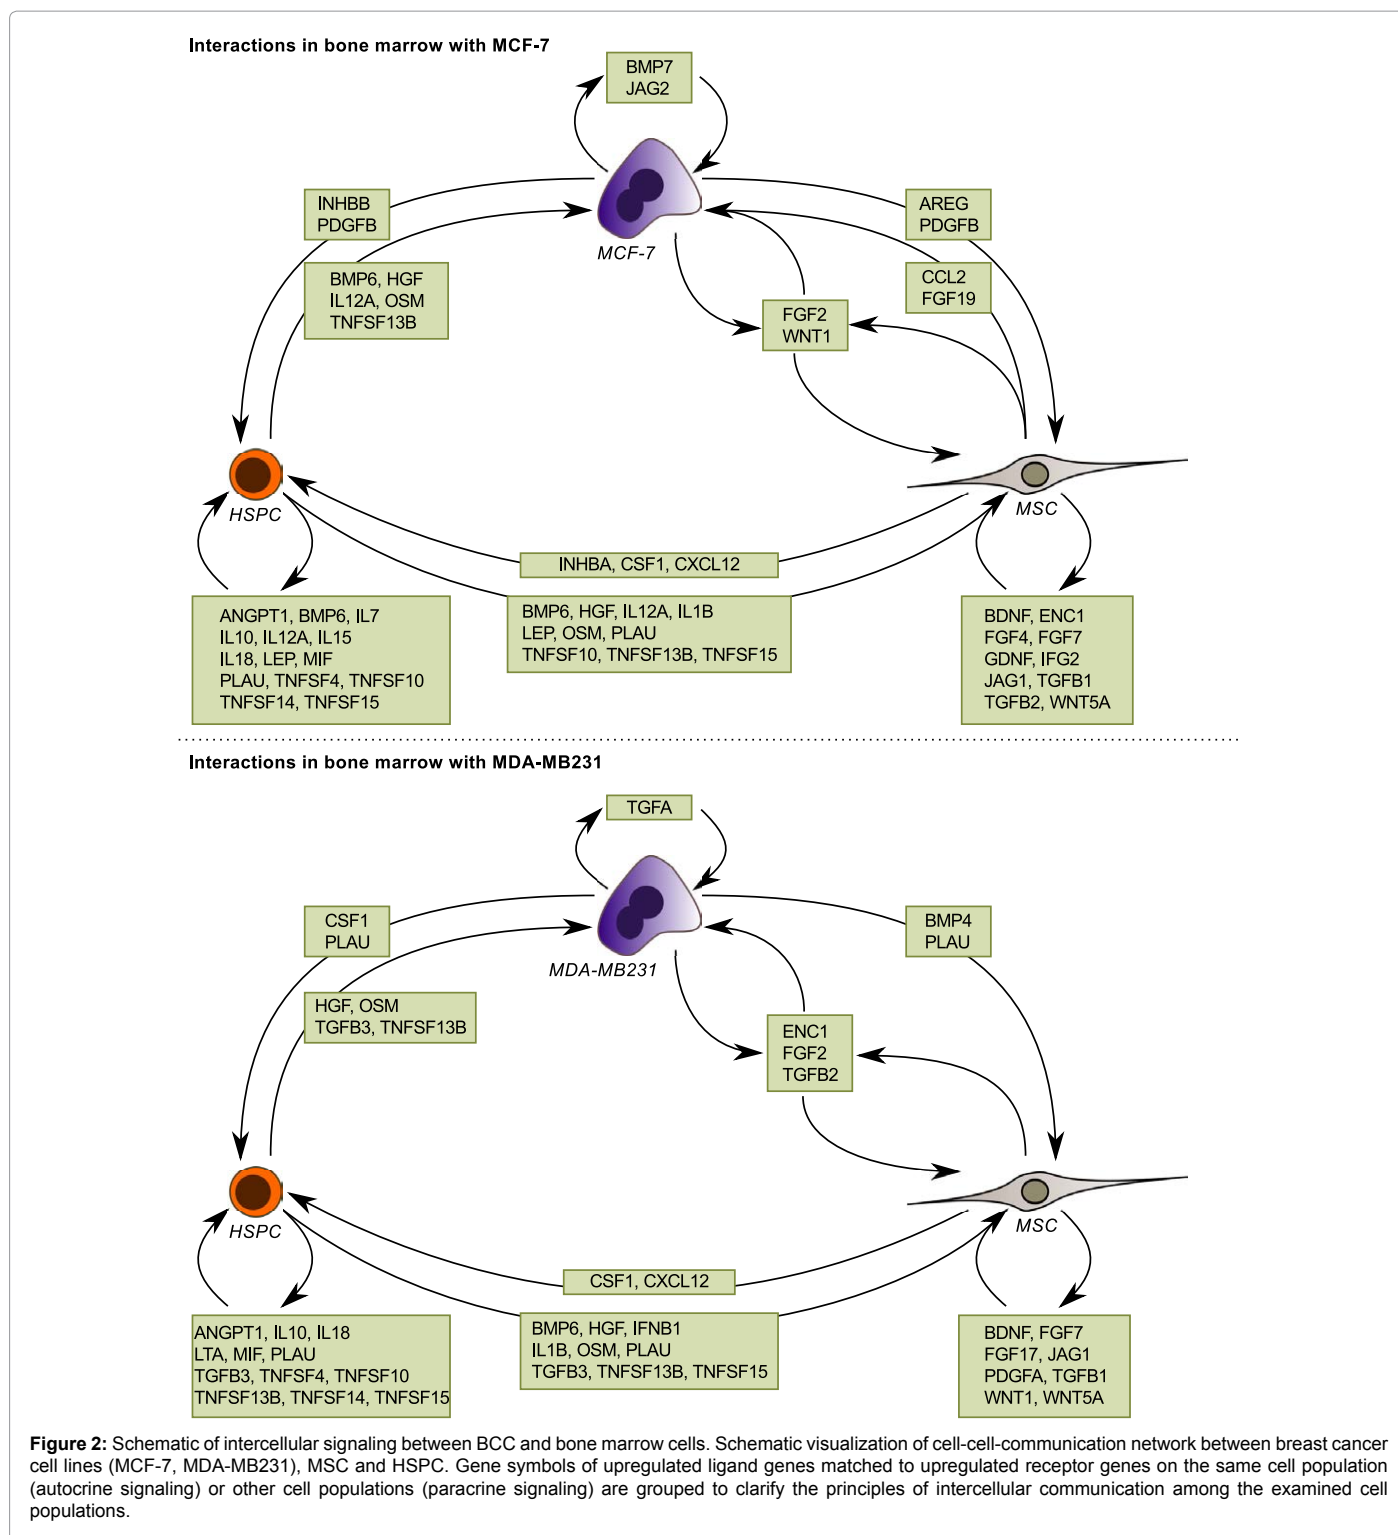 Interactions in bone marrow with MCF-7
BMP7
JAG2
INHBB
PDGFB
AREG
PDGFB
MCF-7
BMP6, HGF
IL12A, OSM
TNFSF13B
CCL2
FGF19
FGF2
WNT1
HSPC
MSC
INHBA, CSF1, CXCL12
ANGPT1, BMP6, IL7
IL10, IL12A, IL15
IL18, LEP, MIF
PLAU, TNFSF4, TNFSF10
TNFSF14, TNFSF15
BMP6, HGF, IL12A, IL1B
LEP, OSM, PLAU
TNFSF10, TNFSF13B, TNFSF15
BDNF, ENC1
FGF4, FGF7
GDNF, IFG2
JAG1, TGFB1
TGFB2, WNT5A
Interactions in bone marrow with MDA-MB231
TGFA
CSF1
PLAU
BMP4
PLAU
MDA-MB231
HGF, OSM
TGFB3, TNFSF13B
ENC1
FGF2
TGFB2
HSPC
MSC
CSF1, CXCL12
ANGPT1, IL10, IL18
LTA, MIF, PLAU
TGFB3, TNFSF4, TNFSF10
TNFSF13B, TNFSF14, TNFSF15
BMP6, HGF, IFNB1
IL1B, OSM, PLAU
TGFB3, TNFSF13B, TNFSF15
BDNF, FGF7
FGF17, JAG1
PDGFA, TGFB1
WNT1, WNT5A
Figure 2: Schematic of intercellular signaling between BCC and bone marrow cells. Schematic visualization of cell-cell-communication network between breast cancer
cell lines (MCF-7, MDA-MB231), MSC and HSPC. Gene symbols of upregulated ligand genes matched to upregulated receptor genes on the same cell population
(autocrine signaling) or other cell populations (paracrine signaling) are grouped to clarify the principles of intercellular communication among the examined cell
populations.